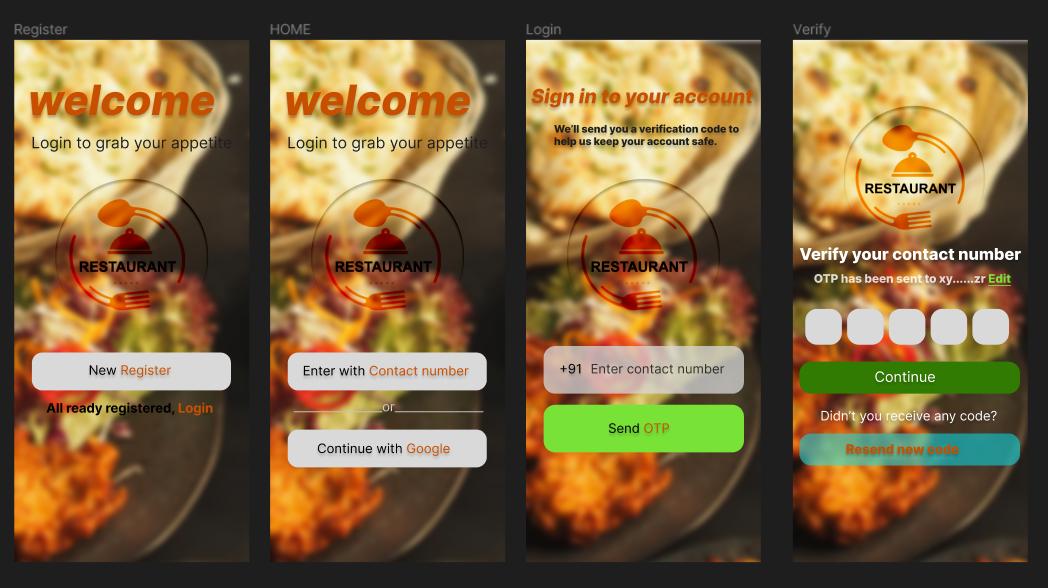 Register
welcome
Login to grab your appetite
RESTAURANT
New Register
All ready registered, Login
HOME
welcome
Login to grab your appetite
RESTAURANT
Enter with Contact number
or
Continue with Google
Login
Sign in to your account
We'll send you a verification code to
help us keep your account safe.
RESTAURANT
+91 Enter contact number
Send OTP
Verify
RESTAURANT
Verify your contact number
OTP has been sent to xy......zr Edit
Continue
Didn't you receive any code?
Resend new code